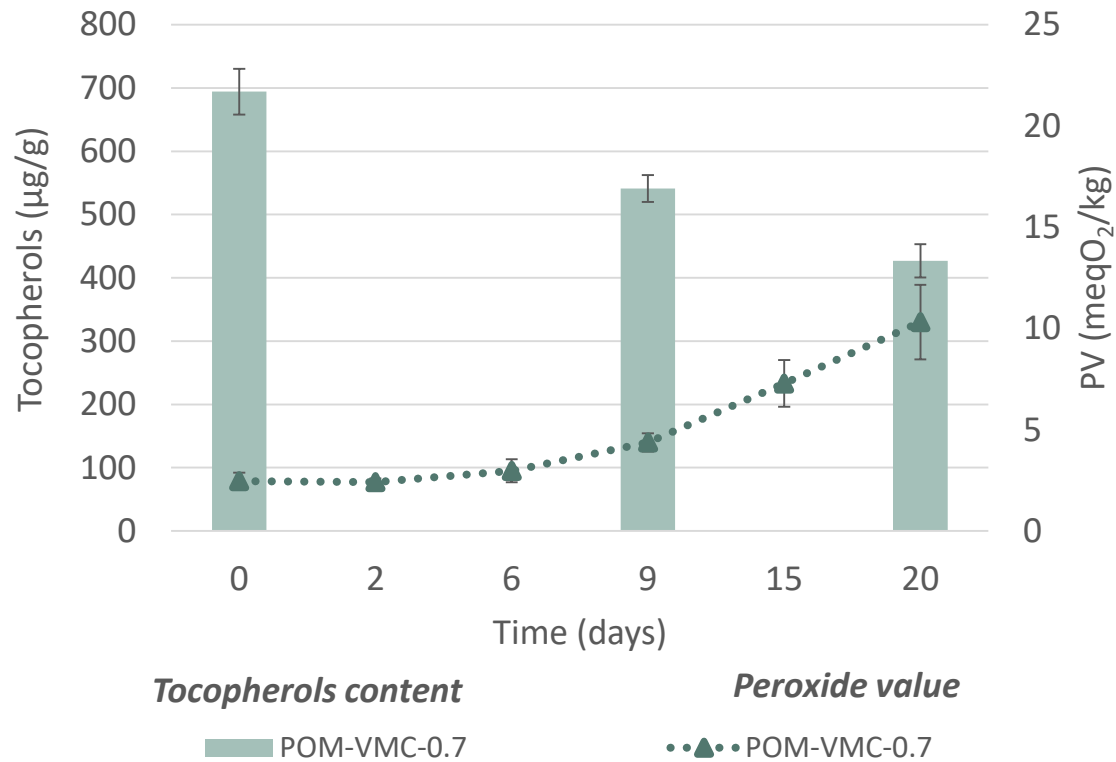 800
700
600
500
400
300
200
100
0
Tocopherols (µg/g)
25
20
15
10
5
0
PV (meqO₂/kg)
0 2 6 9 15 20
Time (days)
Tocopherols content Peroxide value
POM-VMC-0.7 POM-VMC-0.7